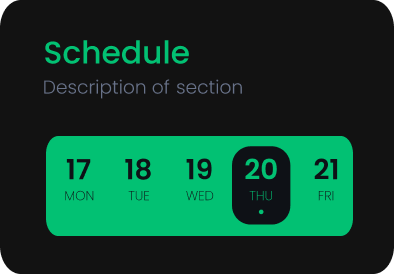 Schedule
Description of section
17 18 19 20 21
MON TUE WED THU FRI